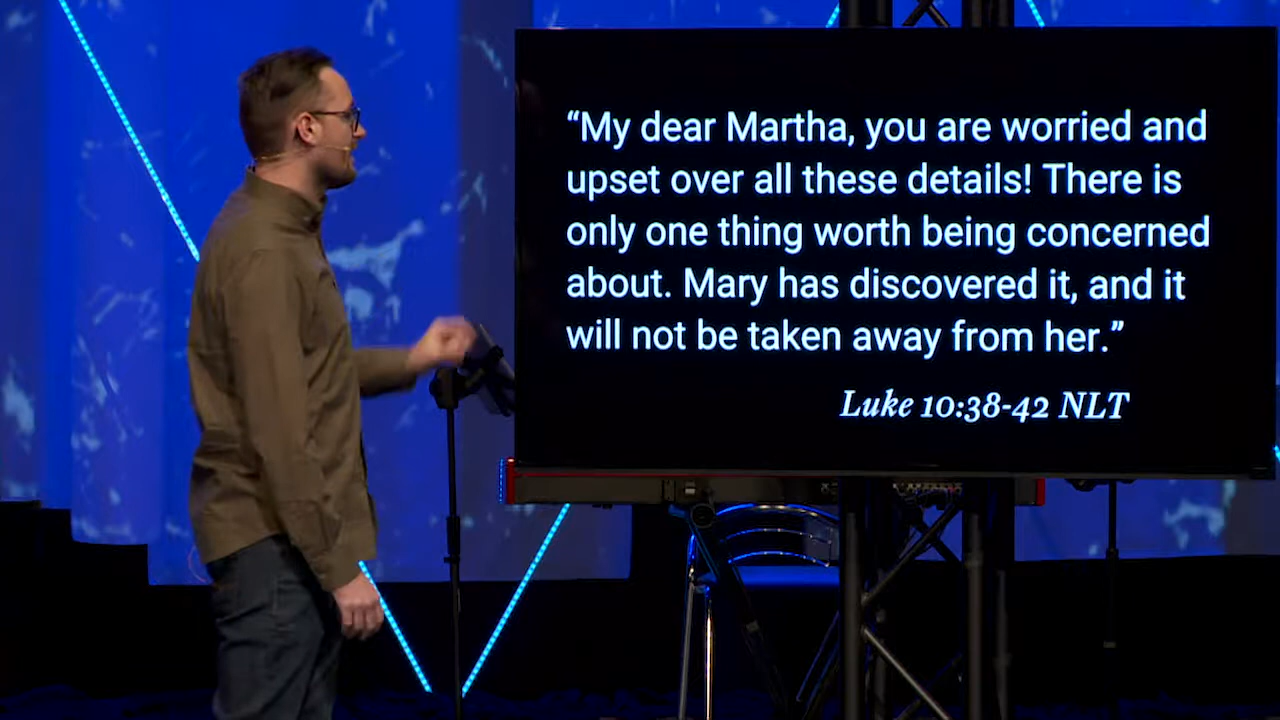 “My dear Martha, you are worried and
upset over all these details! There is
only one thing worth being concerned
about. Mary has discovered it, and it
will not be taken away from her.”
Luke 10:38-42 NLT